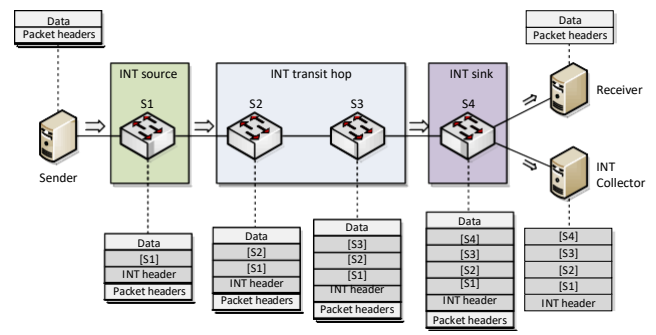 Data
Packet headers
Data
Packet headers
INT source
INT transit hop
INT sink
S1
S2
S3
S4
Sender
Receiver
INT
Collector
Data
[S1]
INT header
Packet headers
Data
[S2]
[S1]
INT header
Packet headers
Data
[S3]
[S2]
[S1]
INT header
Packet headers
Data
[S4]
[S3]
[S2]
[S1]
INT header
Packet headers
[S4]
[S3]
[S2]
[S1]
INT header